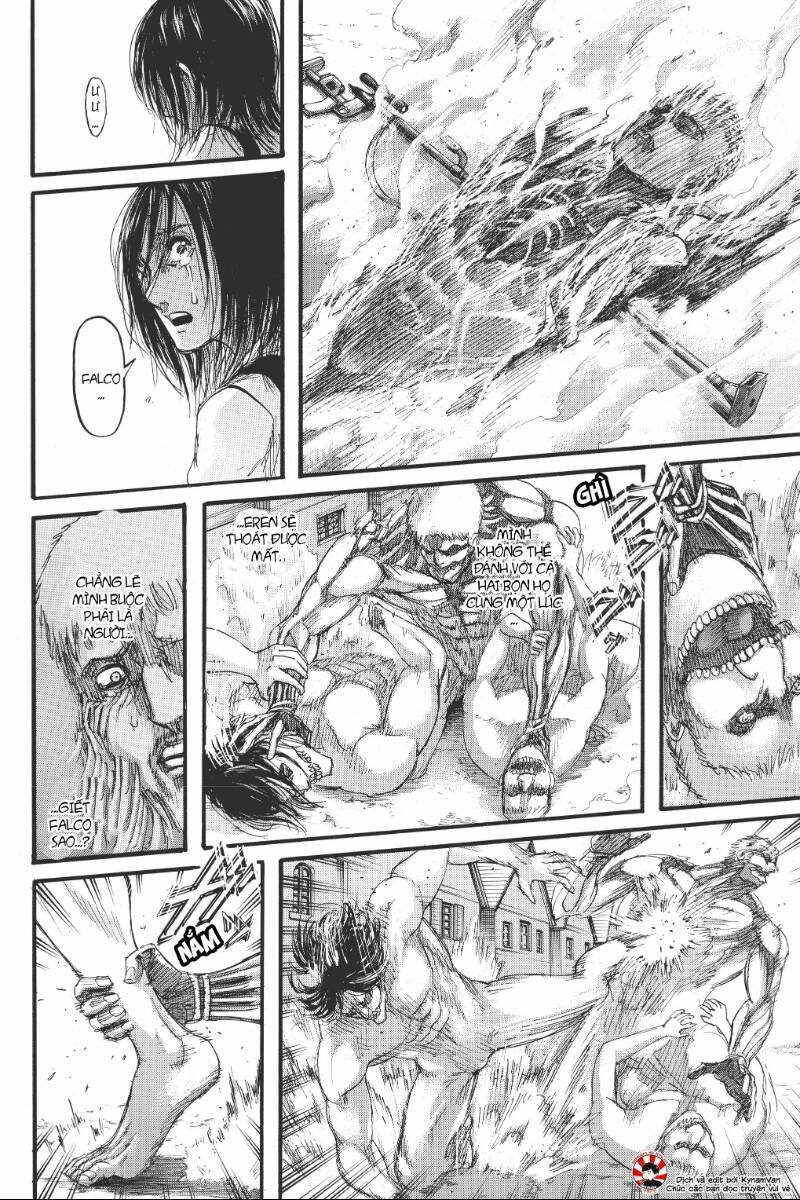 Ư
Ư
...
FALCO
...
GHÌ
MÌNH
KHÔNG THỂ
ĐÁNH VỚI CẢ
HAI BỌN HỌ
CÙNG MỘT LÚC
...EREN SẼ
THOÁT ĐƯỢC
MẤT.
CHẲNG LẼ
MÌNH BUỘC
PHẢI LÀ
NGƯỜI...
...GIẾT
FALCO
SAO...?
NẮM
Dịch và edit bởi KynamVan
Chúc các bạn đọc truyện vui vẻ